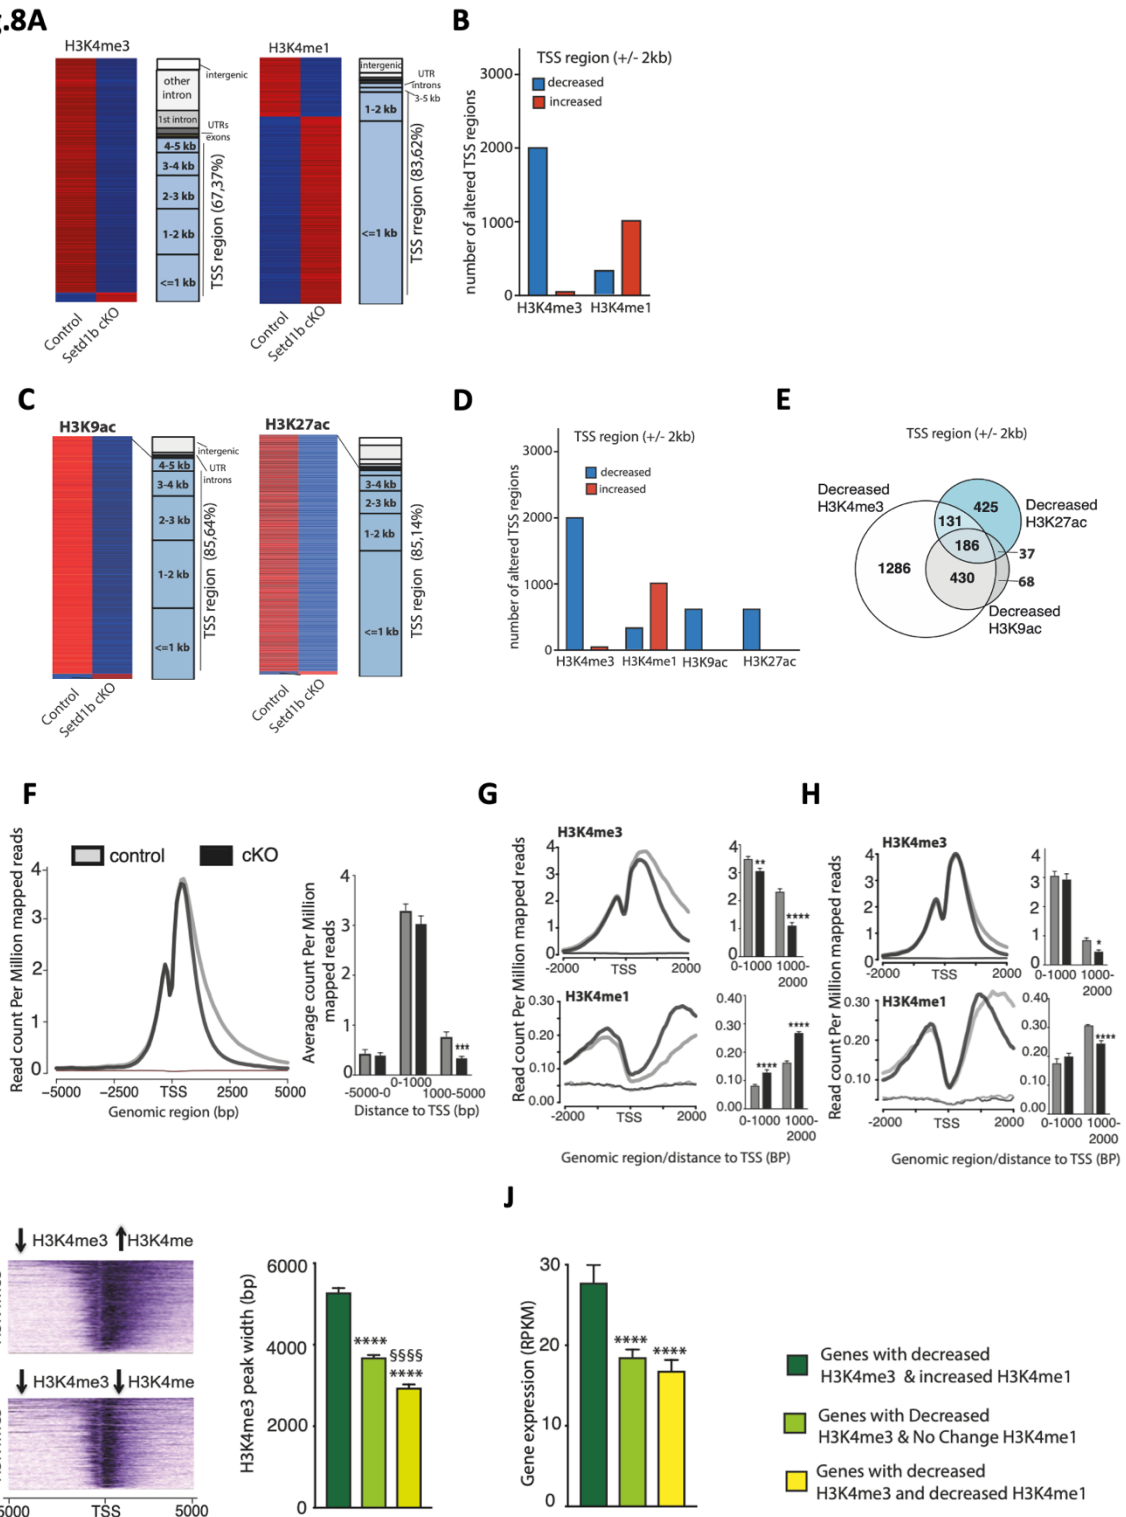 g.8A
H3K4me3
H3K4me1
intergenic
other
intron
1st intron
UTRs
exons
4-5 kb
3-4 kb
2-3 kb
1-2 kb
<=1 kb
TSS region (67,37%)
Control
Setd1b cKO
intergenic
UTR
introns
3-5 kb
1-2 kb
<=1 kb
TSS rregion (83,62%)
Control
Setd1b cKO
B
TSS region (+/- 2kb)
decreased
increased
number of altered TSS regions
3000
2000
1000
0
H3K4me3 H3K4me1
C
H3K9ac
intergenic
UTR
introns
4-5 kb
3-4 kb
2-3 kb
1-2 kb
<=1 kb
TSS region (85,64%)
Control
Setd1b cKO
H3K27ac
3-4 kb
2-3 kb
1-2 kb
<=1 kb
TSS region (85,14%)
Control
Setd1b cKO
D
TSS region (+/- 2kb)
decreased
increased
number of altered TSS regions
3000
2000
1000
0
H3K4me3 H3K4me1 H3K9ac H3K27ac
E
TSS region (+/- 2kb)
Decreased
H3K4me3
425
Decreased
H3K27ac
131
186
37
1286
430
68
Decreased
H3K9ac
F
control
cKO
Read count Per Million mapped reads
4
3
2
1
0
-5000 -2500 TSS 2500 5000
Genomic region (bp)
Average count Per Million
mapped reads
4
3
2
1
0
***
-5000-0 0-1000 1000-5000
Distance to TSS (bp)
G
H3K4me3
Read count Per Million mapped reads
4
3
2
1
0
-2000 TSS 2000
4
3
2
1
0
**
****
0-1000 1000-
2000
H3K4me1
0.30
0.20
0.10
0.00
-2000 TSS 2000
0.40
0.30
0.20
0.10
0.00
****
****
0-1000 1000-
2000
Genomic region/distance to TSS (BP)
H
H3K4me3
Read count Per Million mapped reads
4
3
2
1
0
-2000 TSS 2000
4
3
2
1
0
*
0-1000 1000-
2000
H3K4me1
0.30
0.20
0.10
-2000 TSS 2000
0.40
0.30
0.20
0.10
0.00
****
0-1000 1000-
2000
Genomic region/distance to TSS (BP)
↓ H3K4me3 ↑H3K4me
↓ H3K4me3 ↓H3K4me
5000 TSS 5000
H3K4me3 peak width (bp)
6000
4000
2000
0
****
§§§§
****
J
Gene expression (RPKM)
30
20
10
0
****
****
Genes with decreased
H3K4me3 & increased H3K4me1
Genes with Decreased
H3K4me3 & No Change H3K4me1
Genes with decreased
H3K4me3 and decreased H3K4me1